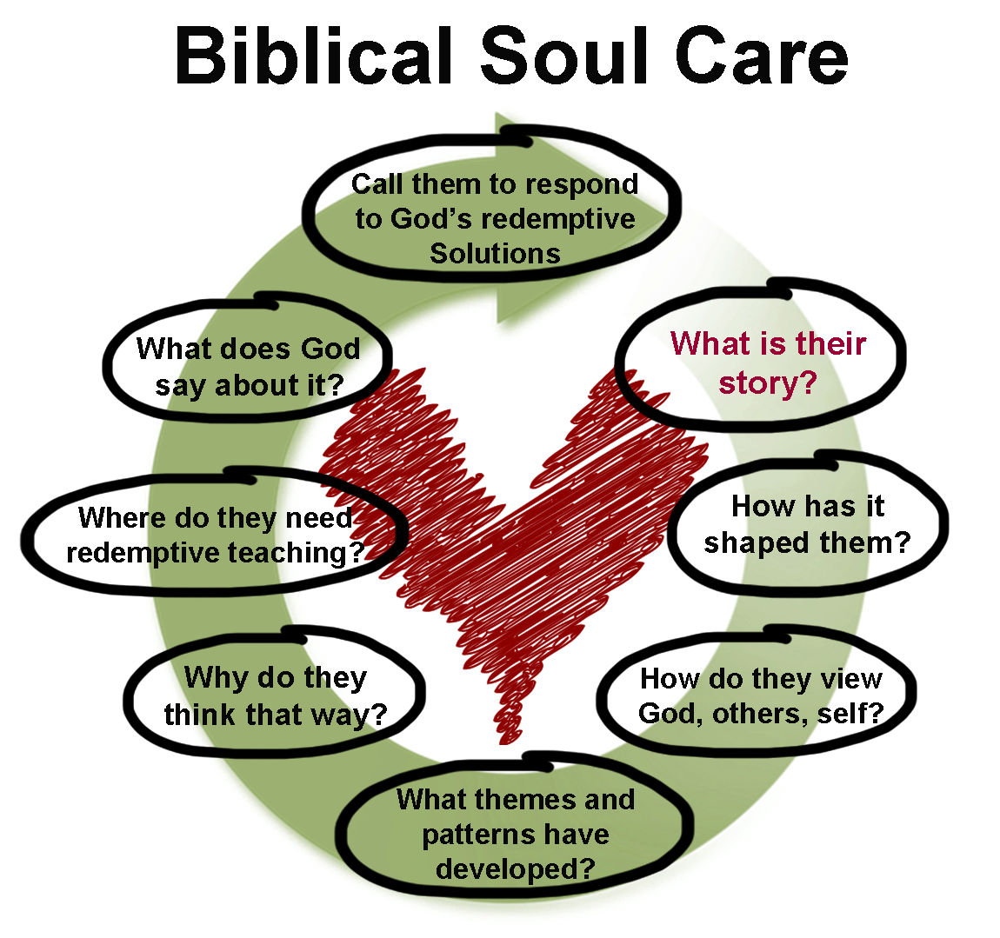 Biblical Soul Care
Call them to respond
to God’s redemptive
Solutions
What is their
story?
How has it
shaped them?
How do they view
God, others, self?
What themes and
patterns have
developed?
Why do they
think that way?
Where do they need
redemptive teaching?
What does God
say about it?